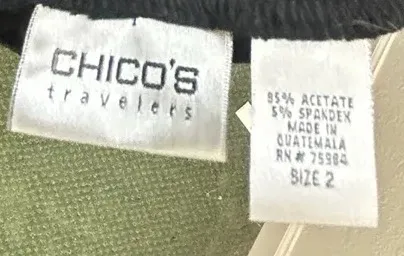 CHICO'S
travelers
95% ACETATE
5% SPANDEX
MADE IN
GUATEMALA
RN # 75984
SIZE 2